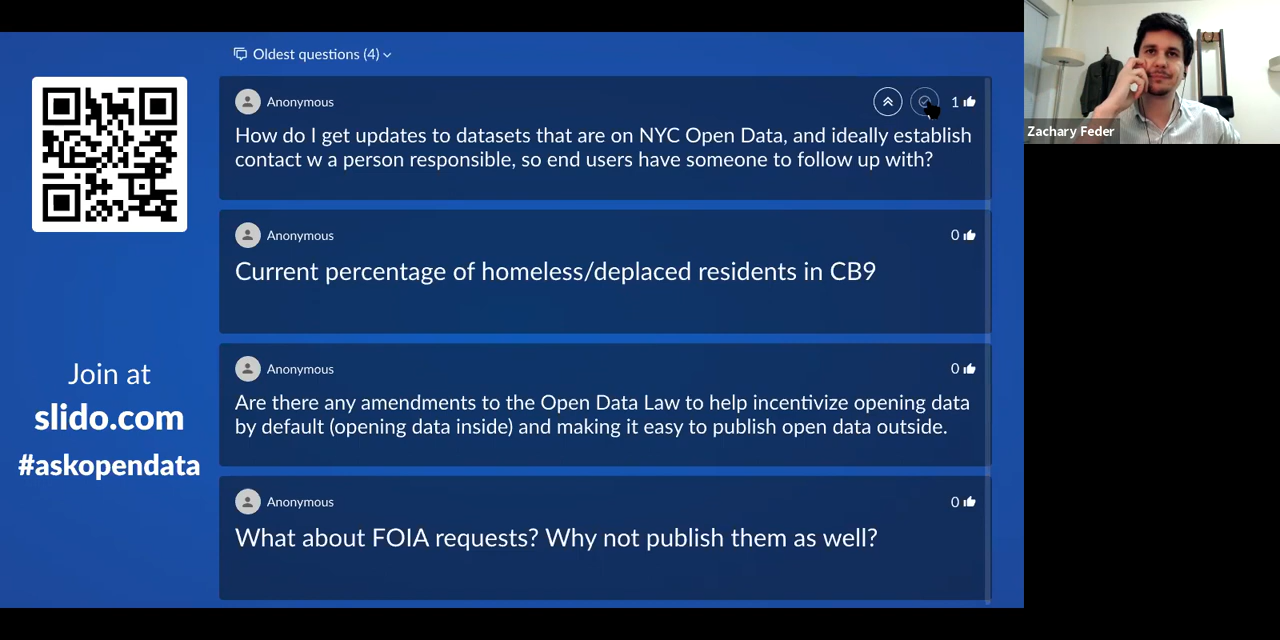 Oldest questions (4)
Anonymous
1
How do I get updates to datasets that are on NYC Open Data, and ideally establish
contact w a person responsible, so end users have someone to follow up with?
Anonymous
0
Current percentage of homeless/deplaced residents in CB9
Anonymous
0
Are there any amendments to the Open Data Law to help incentivize opening data
by default (opening data inside) and making it easy to publish open data outside.
Anonymous
0
What about FOIA requests? Why not publish them as well?
Join at
slido.com
#askopendata
Zachary Feder